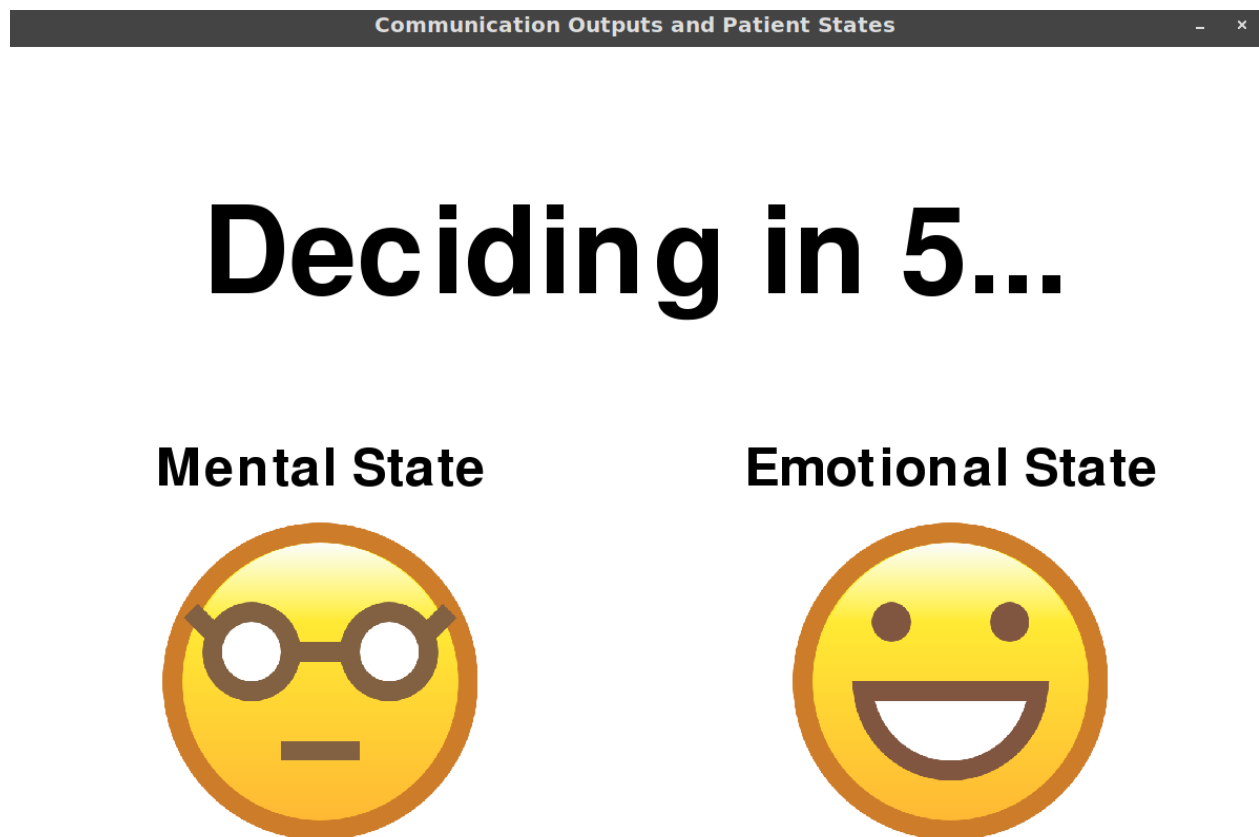 Communication Outputs and Patient States
Deciding in 5...
Mental State
Emotional State